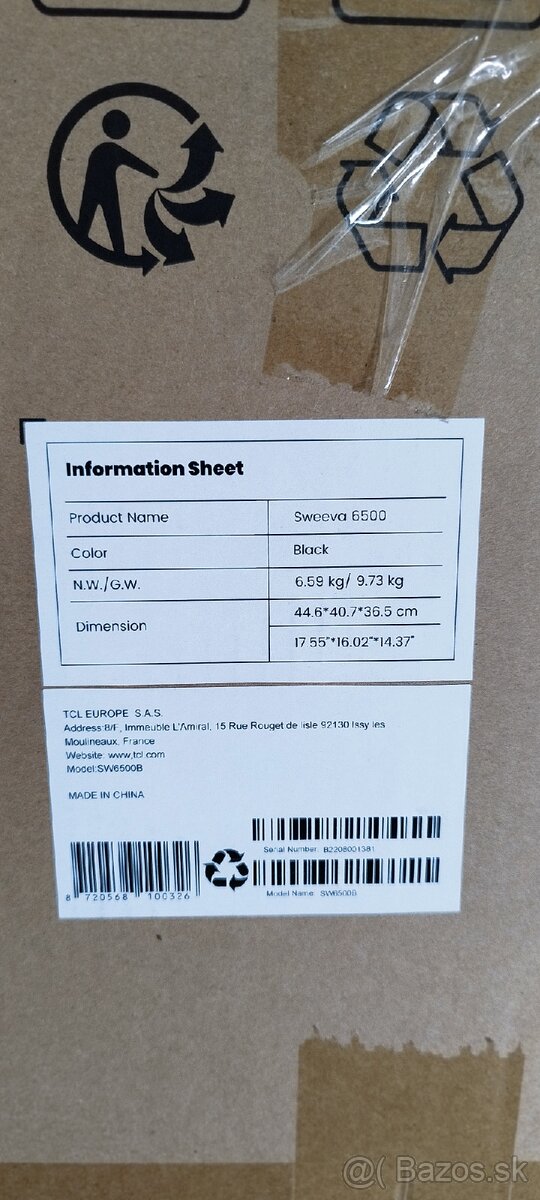 Information Sheet
Product Name Sweeva 6500
Color Black
N.W./G.W. 6.59 kg/ 9.73 kg
Dimension 44.6*40.7*36.5 cm
17.55"*16.02"*14.37"
TCL EUROPE S.A.S.
Address:8/F, Immeuble L'Amiral, 15 Rue Rouget de lisle 92130 Issy les
Moulineaux, France
Website: www.tcl.com
Model:SW6500B
MADE IN CHINA
Serial Number: B2208001381
8 720568 100326
Model Name: SW6500B
@( Bazos.sk